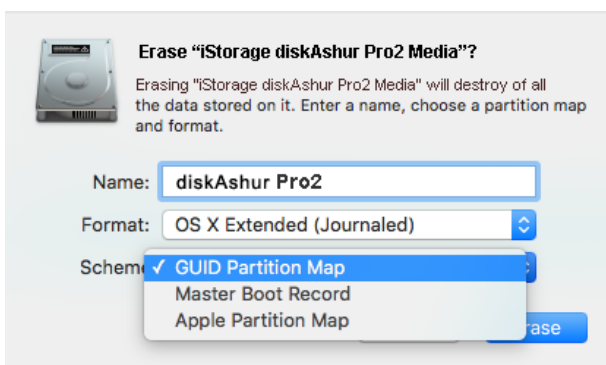 Erase “iStorage diskAshur Pro2 Media”?
Erasing "iStorage diskAshur Pro2 Media" will destroy of all
the data stored on it. Enter a name, choose a partition map
and format.
Name: diskAshur Pro2
Format: OS X Extended (Journaled)
Scheme ✓ GUID Partition Map
Master Boot Record
Apple Partition Map